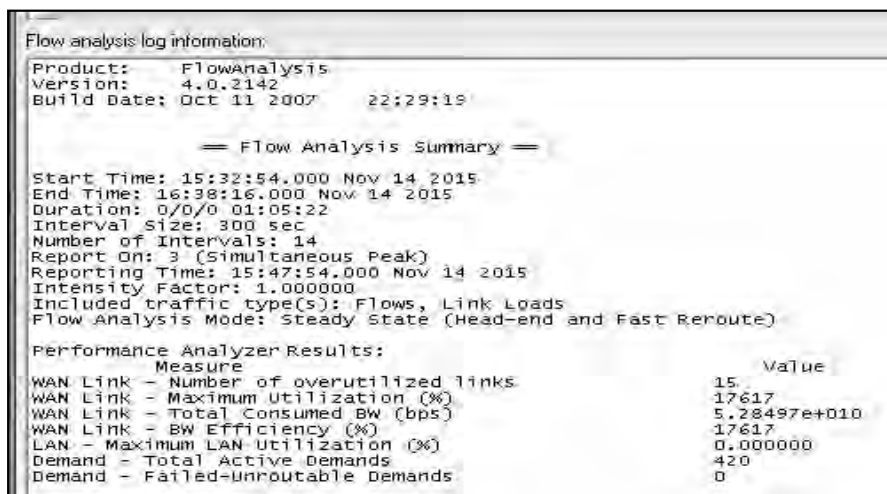 Flow analysis log information:
Product: FlowAnalysis
Version: 4.0.2142
Build Date: Oct 11 2007 22:29:19
== Flow Analysis Summary ==
Start Time: 15:32:54.000 Nov 14 2015
End Time: 16:38:16.000 Nov 14 2015
Duration: 0/0/0 01:05:22
Interval Size: 300 sec
Number of Intervals: 14
Report On: 3 (Simultaneous Peak)
Reporting Time: 15:47:54.000 Nov 14 2015
Intensity Factor: 1.000000
Included traffic type(s): Flows, Link Loads
Flow Analysis Mode: Steady State (Head-end and Fast Reroute)
Performance Analyzer Results:
Measure Value
WAN Link - Number of overutilized links 15
WAN Link - Maximum Utilization (%) 17617
WAN Link - Total Consumed BW (bps) 5.28497e+010
WAN Link - BW Efficiency (%) 17617
LAN - Maximum LAN Utilization (%) 0.000000
Demand - Total Active Demands 420
Demand - Failed-Unroutable Demands 0